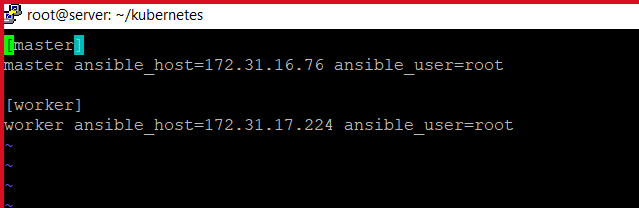 root@server: ~/kubernetes
[master]
master ansible_host=172.31.16.76 ansible_user=root
[worker]
worker ansible_host=172.31.17.224 ansible_user=root
~
~
~
~